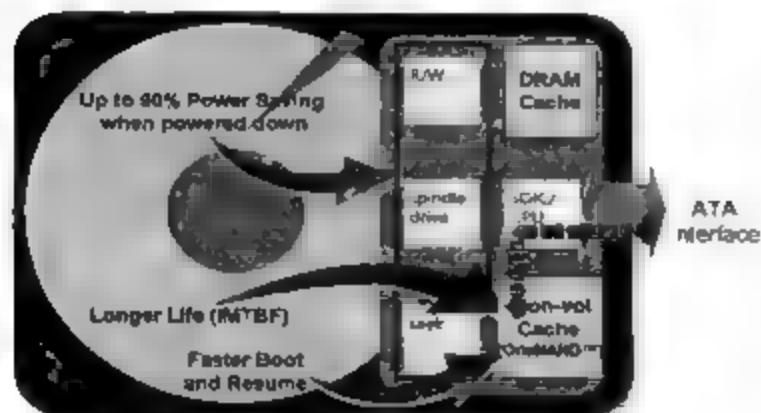 Up to 90% Power Saving
when powered down
R/W
DRAM
Cache
drive
ATA
Longer Life (MTBF)
Cache
Faster Boot
and Resume